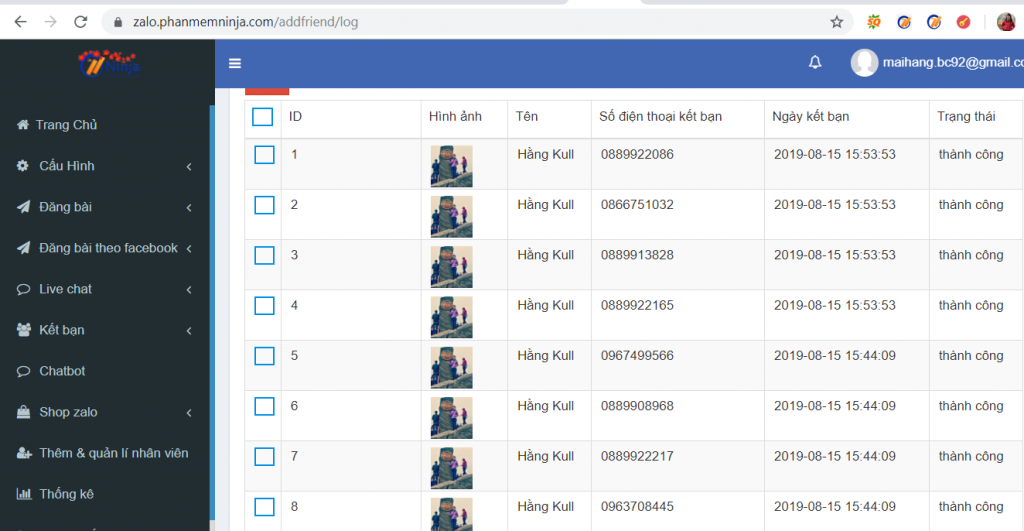 zalo.phanmemninja.com/addfriend/log
Ninja
maihang.bc92@gmail.co
Trang Chủ
Cấu Hình
Đăng bài
Đăng bài theo facebook
Live chat
Kết bạn
Chatbot
Shop zalo
Thêm & quản lí nhân viên
Thống kê
ID Hình ảnh Tên Số điện thoại kết bạn Ngày kết bạn Trạng thái
1 Hằng Kull 0889922086 2019-08-15 15:53:53 thành công
2 Hằng Kull 0866751032 2019-08-15 15:53:53 thành công
3 Hằng Kull 0889913828 2019-08-15 15:53:53 thành công
4 Hằng Kull 0889922165 2019-08-15 15:53:53 thành công
5 Hằng Kull 0967499566 2019-08-15 15:44:09 thành công
6 Hằng Kull 0889908968 2019-08-15 15:44:09 thành công
7 Hằng Kull 0889922217 2019-08-15 15:44:09 thành công
8 Hằng Kull 0963708445 2019-08-15 15:44:09 thành công